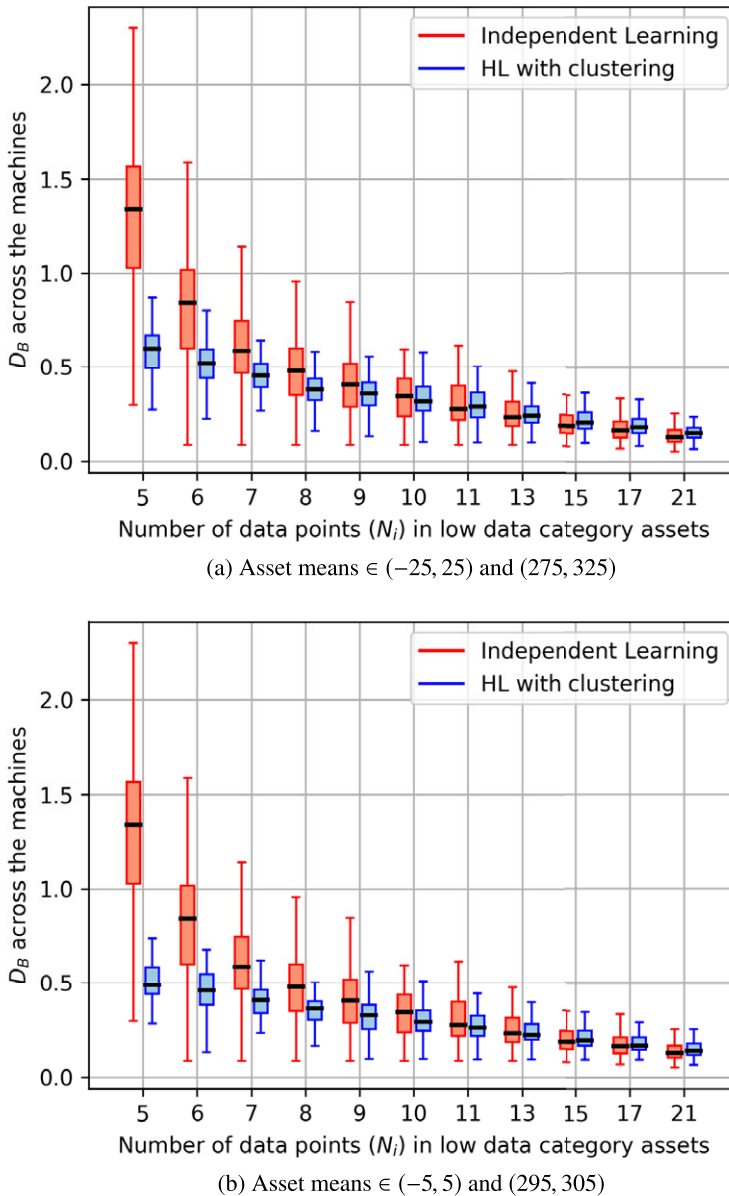 Independent Learning
HL with clustering
2.0
1.5
1.0
0.5
0.0
D_B across the machines
5 6 7 8 9 10 11 13 15 17 21
Number of data points (N_i) in low data category assets
(a) Asset means ∈ (−25, 25) and (275, 325)
Independent Learning
HL with clustering
2.0
1.5
1.0
0.5
0.0
D_B across the machines
5 6 7 8 9 10 11 13 15 17 21
Number of data points (N_i) in low data category assets
(b) Asset means ∈ (−5, 5) and (295, 305)